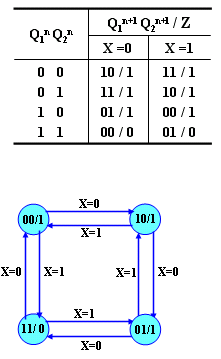 Q₁ⁿ Q₂ⁿ Q₁ⁿ⁺¹ Q₂ⁿ⁺¹ / Z
X =0 X =1
0 0 10 / 1 11 / 1
0 1 11 / 1 10 / 1
1 0 01 / 1 00 / 1
1 1 00 / 0 01 / 0
X=0
00/1 10/1
X=1
X=0 X=1 X=1 X=0
X=1
11/ 0 01/1
X=0